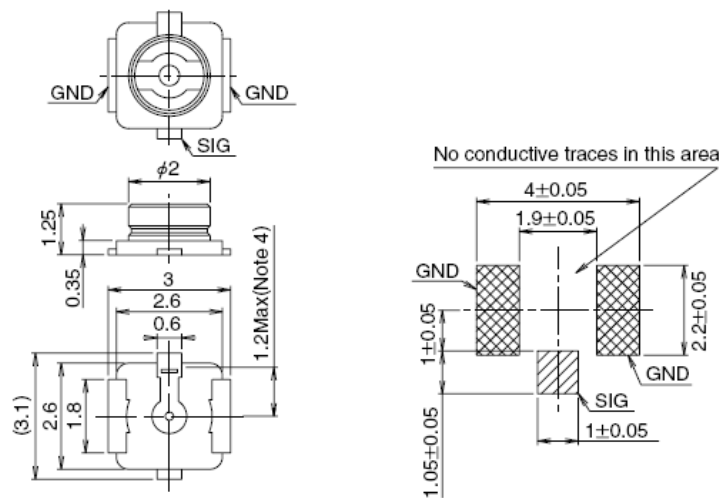 GND
GND
SIG
ϕ2
1.25
0.35
3
2.6
0.6
1.2Max(Note 4)
(3.1)
2.6
1.8
No conductive traces in this area
4±0.05
1.9±0.05
GND
1±0.05
2.2±0.05
GND
SIG
1.05±0.05
1±0.05